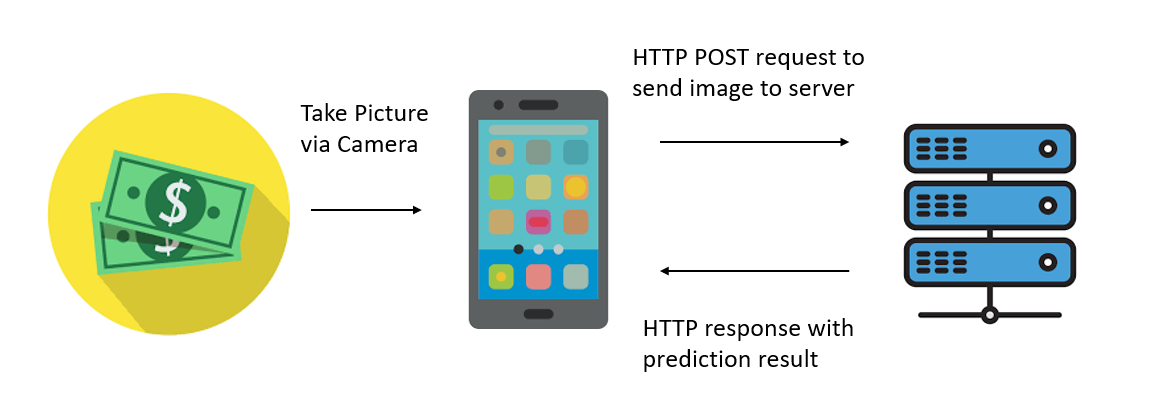 HTTP POST request to
send image to server
Take Picture
via Camera
$
$
HTTP response with
prediction result